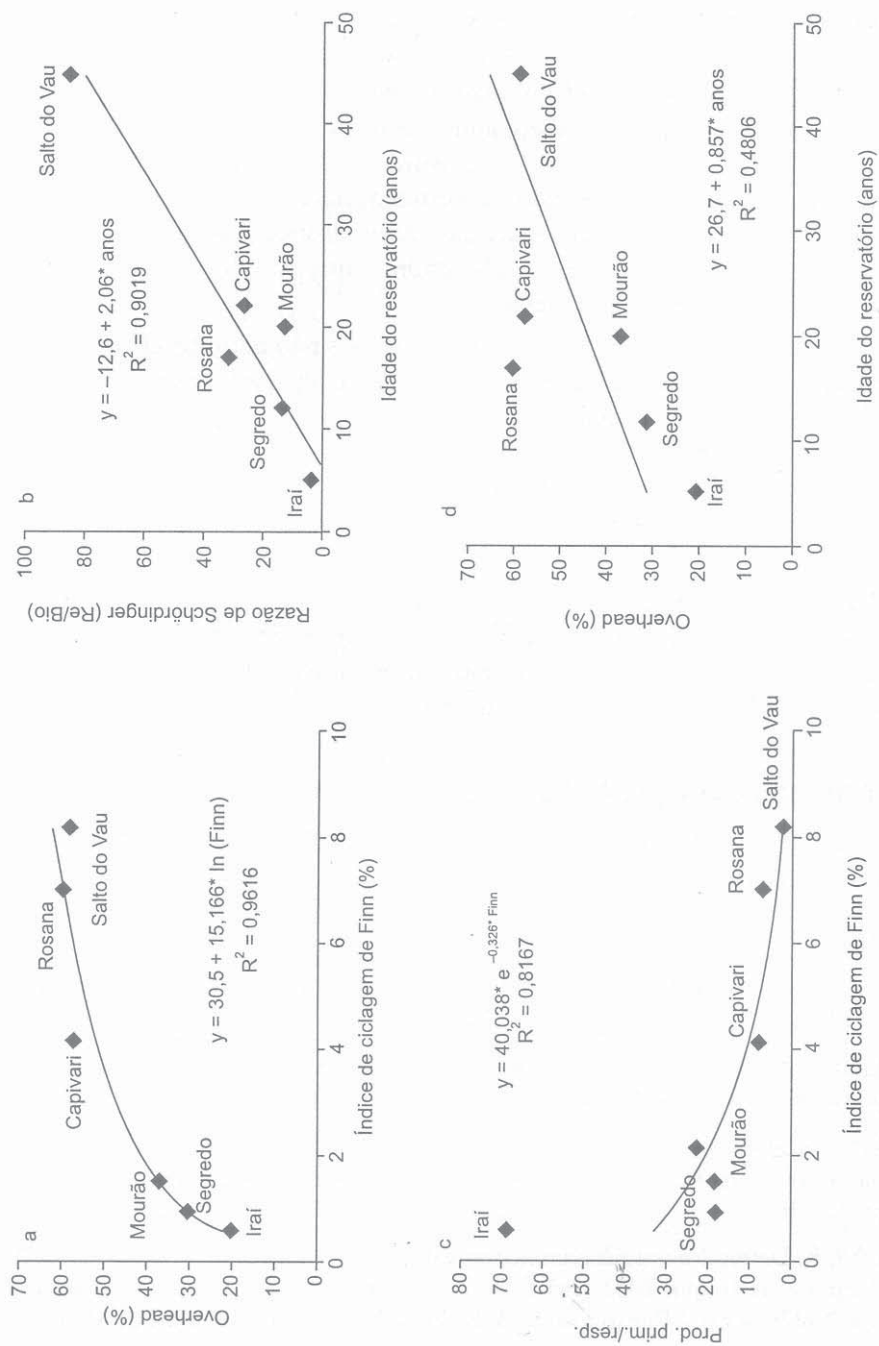 a
Overhead (%)
70
60
50
40
30
20
10
0
Rosana
Capivari
Salto do Vau
Mourão
Segredo
Iraí
y = 30,5 + 15,166* ln (Finn)
R² = 0,9616
0 2 4 6 8 10
Índice de ciclagem de Finn (%)
b
Razão de Schördinger (Re/Bio)
100
80
60
40
20
0
Salto do Vau
y = –12,6 + 2,06* anos
R² = 0,9019
Rosana
Capivari
Segredo
Mourão
Iraí
0 10 20 30 40 50
Idade do reservatório (anos)
c
Prod. prim./resp.
80
70
60
50
40
30
20
10
0
Iraí
y = 40,038* e –0,326* Finn
R² = 0,8167
Segredo
Mourão
Capivari
Rosana
Salto do Vau
0 2 4 6 8 10
Índice de ciclagem de Finn (%)
d
Overhead (%)
70
60
50
40
30
20
10
0
Rosana
Capivari
Salto do Vau
Mourão
Segredo
Iraí
y = 26,7 + 0,857* anos
R² = 0,4806
0 10 20 30 40 50
Idade do reservatório (anos)